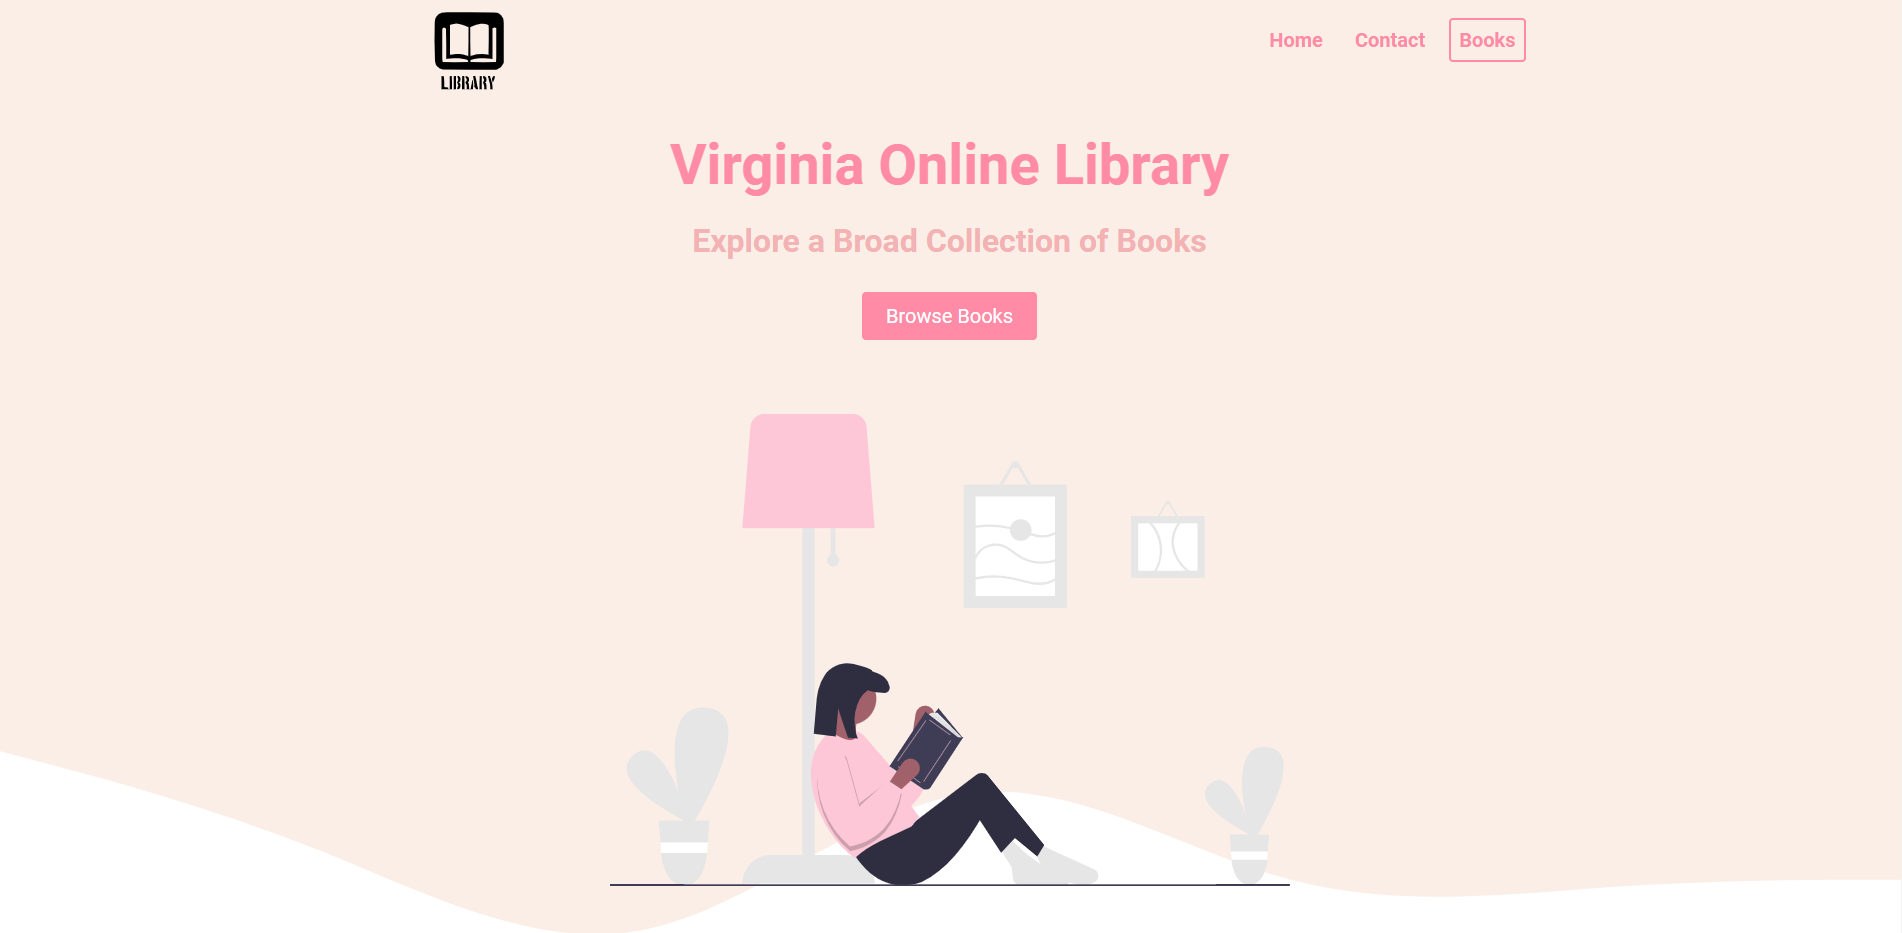 LIBRARY
Home Contact Books
Virginia Online Library
Explore a Broad Collection of Books
Browse Books